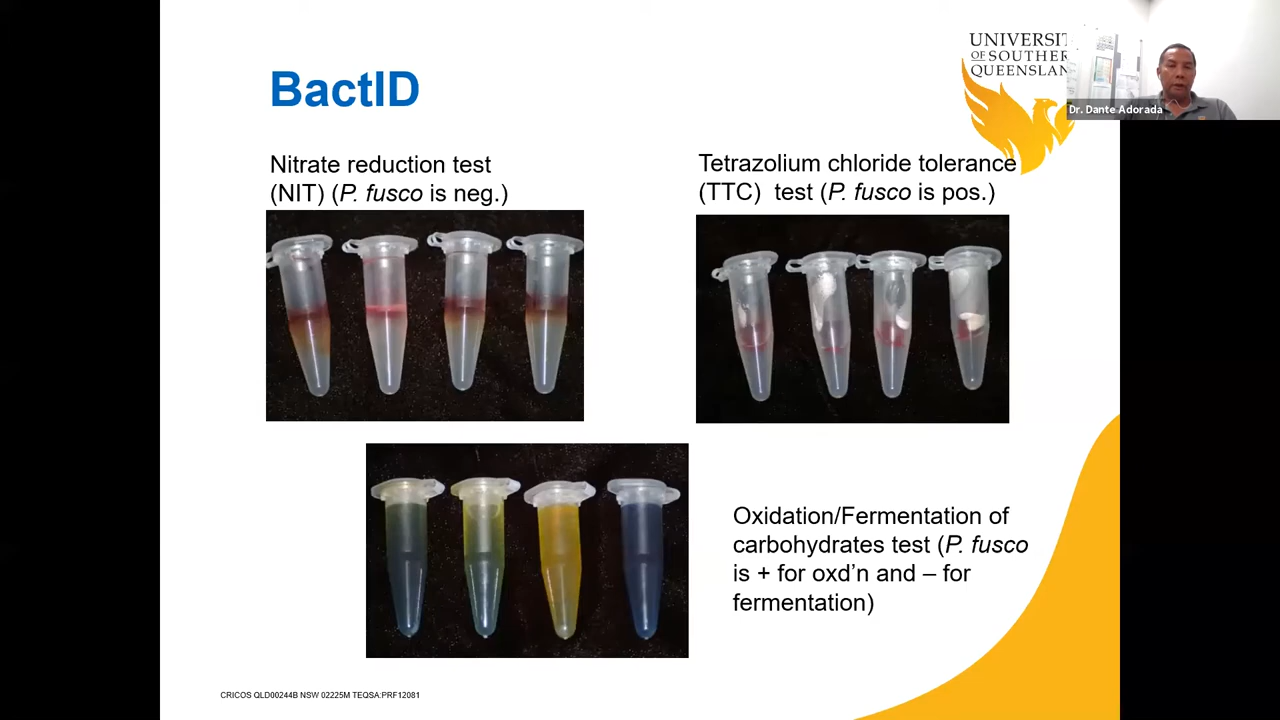 BactID
UNIVERSIT
OF SOUTHER
QUEENSLAN
Dr. Dante Adorada
Nitrate reduction test
(NIT) (P. fusco is neg.)
Tetrazolium chloride tolerance
(TTC) test (P. fusco is pos.)
Oxidation/Fermentation of
carbohydrates test (P. fusco
is + for oxd’n and – for
fermentation)
CRICOS QLD00244B NSW 02225M TEQSA:PRF12081